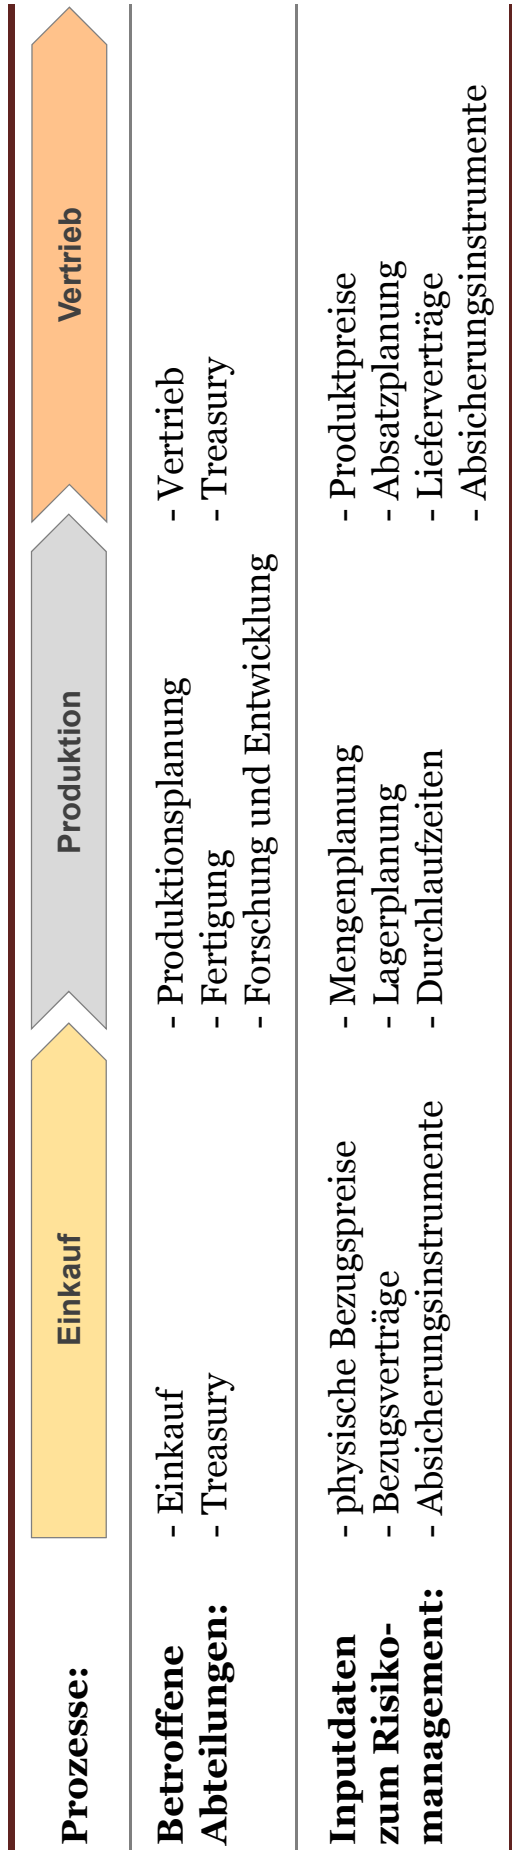 Prozesse:
Einkauf
Produktion
Vertrieb
Betroffene
Abteilungen:
- Einkauf
- Treasury
- Produktionsplanung
- Fertigung
- Forschung und Entwicklung
- Vertrieb
- Treasury
Inputdaten
zum Risiko-
management:
- physische Bezugspreise
- Bezugsverträge
- Absicherungsinstrumente
- Mengenplanung
- Lagerplanung
- Durchlaufzeiten
- Produktpreise
- Absatzplanung
- Lieferverträge
- Absicherungsinstrumente